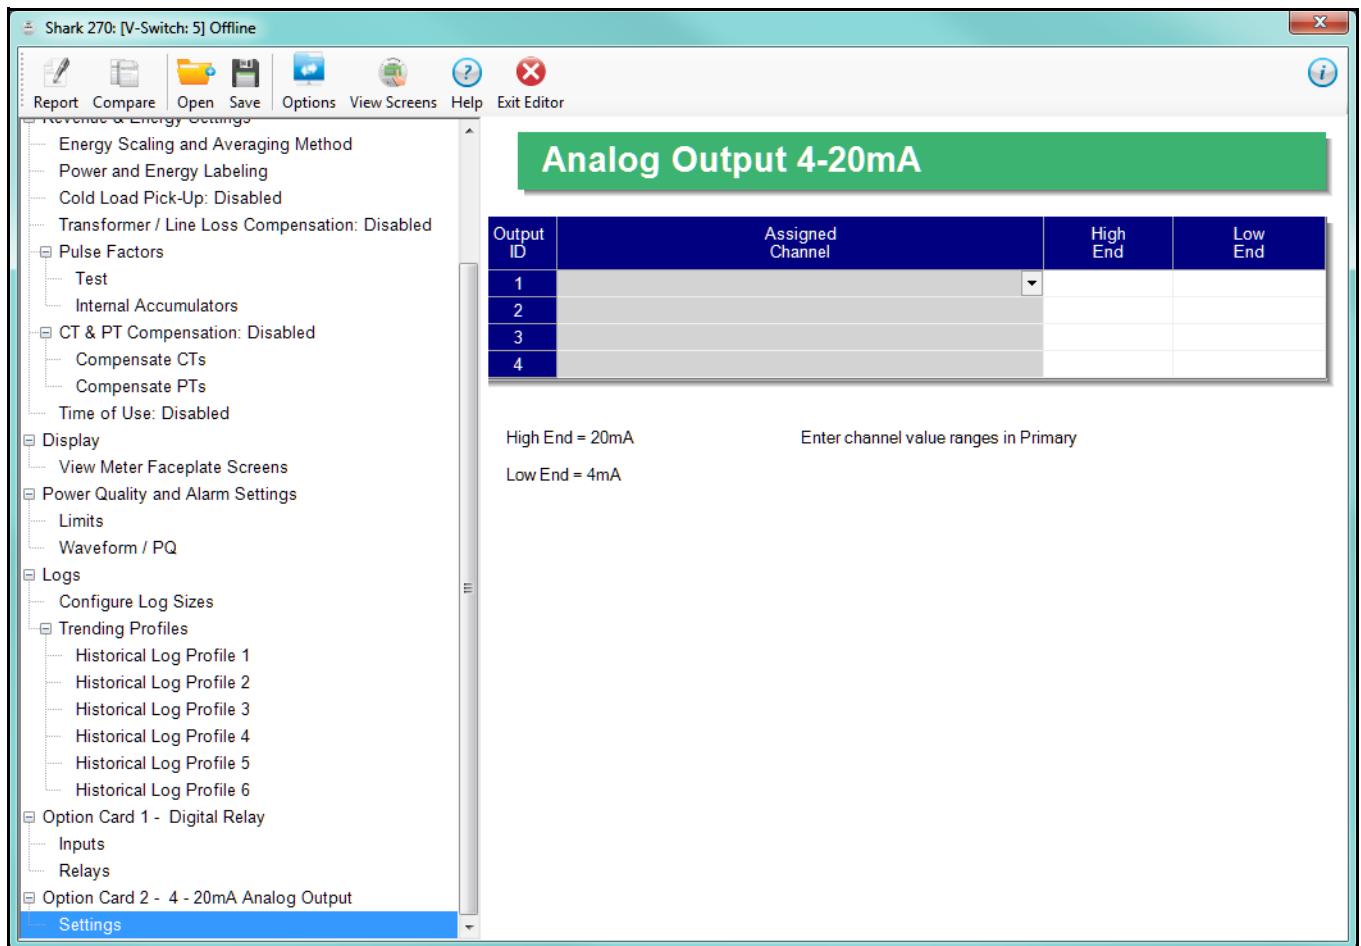 Shark 270: [V-Switch: 5] Offline
Report Compare Open Save Options View Screens Help Exit Editor
Revenue & Energy Settings
Energy Scaling and Averaging Method
Power and Energy Labeling
Cold Load Pick-Up: Disabled
Transformer / Line Loss Compensation: Disabled
Pulse Factors
Test
Internal Accumulators
CT & PT Compensation: Disabled
Compensate CTs
Compensate PTs
Time of Use: Disabled
Display
View Meter Faceplate Screens
Power Quality and Alarm Settings
Limits
Waveform / PQ
Logs
Configure Log Sizes
Trending Profiles
Historical Log Profile 1
Historical Log Profile 2
Historical Log Profile 3
Historical Log Profile 4
Historical Log Profile 5
Historical Log Profile 6
Option Card 1 - Digital Relay
Inputs
Relays
Option Card 2 - 4 - 20mA Analog Output
Settings
Analog Output 4-20mA
Output ID Assigned Channel High End Low End
1
2
3
4
High End = 20mA Enter channel value ranges in Primary
Low End = 4mA